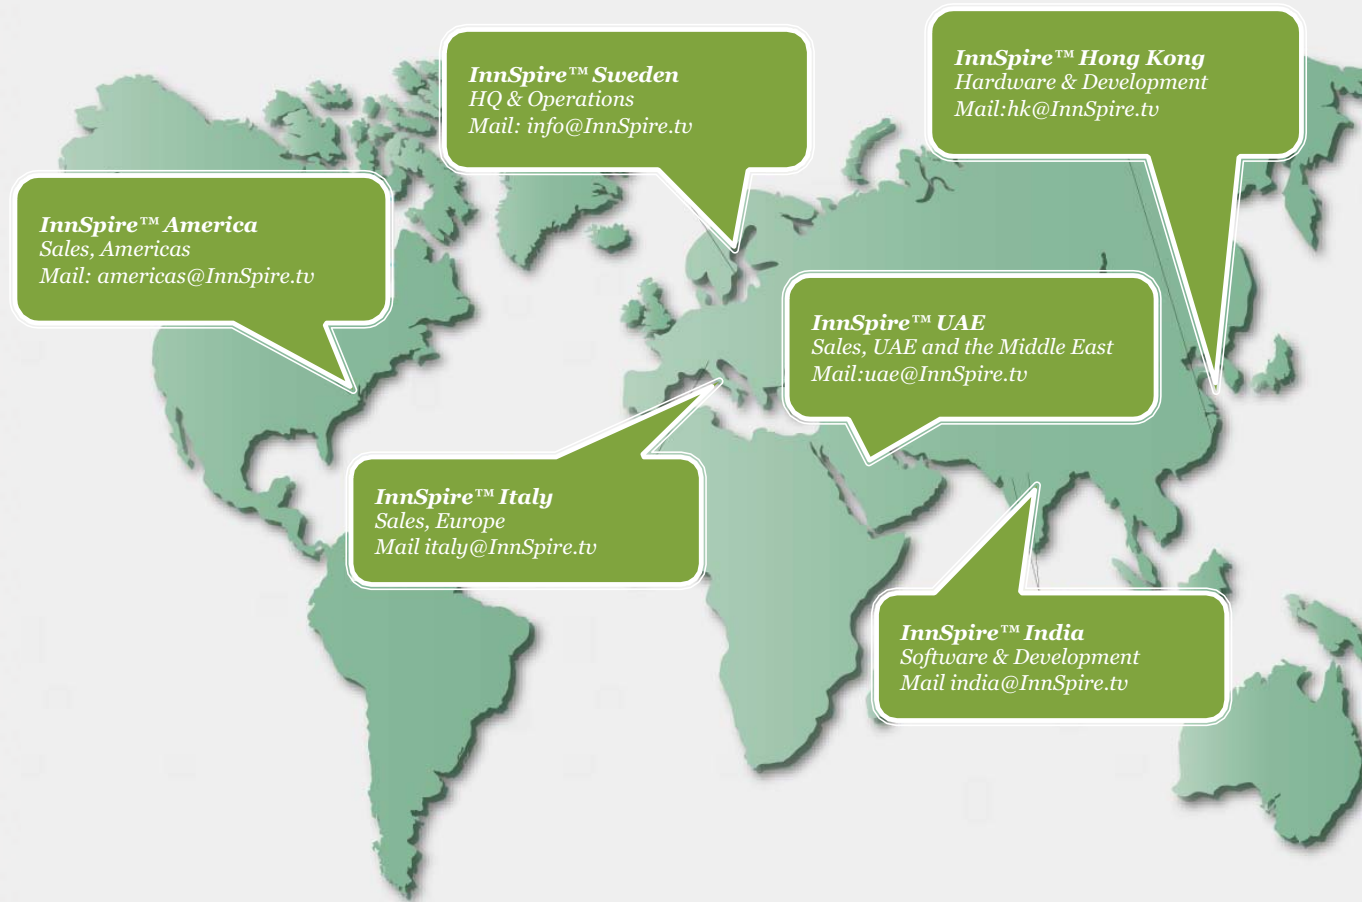 InnSpire™ Sweden
HQ & Operations
Mail: info@InnSpire.tv
InnSpire™ Hong Kong
Hardware & Development
Mail:hk@InnSpire.tv
InnSpire™ America
Sales, Americas
Mail: americas@InnSpire.tv
InnSpire™ UAE
Sales, UAE and the Middle East
Mail:uae@InnSpire.tv
InnSpire™ Italy
Sales, Europe
Mail italy@InnSpire.tv
InnSpire™ India
Software & Development
Mail india@InnSpire.tv